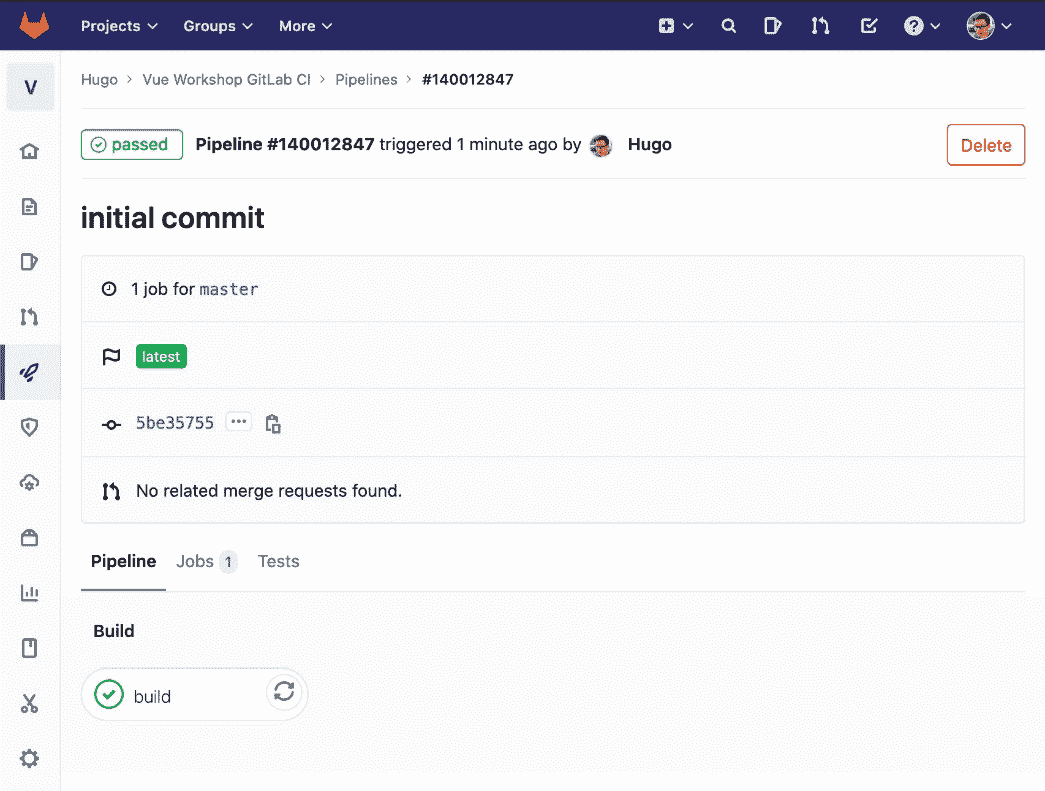 Projects Groups More
V
Hugo > Vue Workshop GitLab CI > Pipelines > #140012847
passed Pipeline #140012847 triggered 1 minute ago by Hugo Delete
initial commit
1 job for master
latest
5be35755 ...
No related merge requests found.
Pipeline Jobs 1 Tests
Build
build